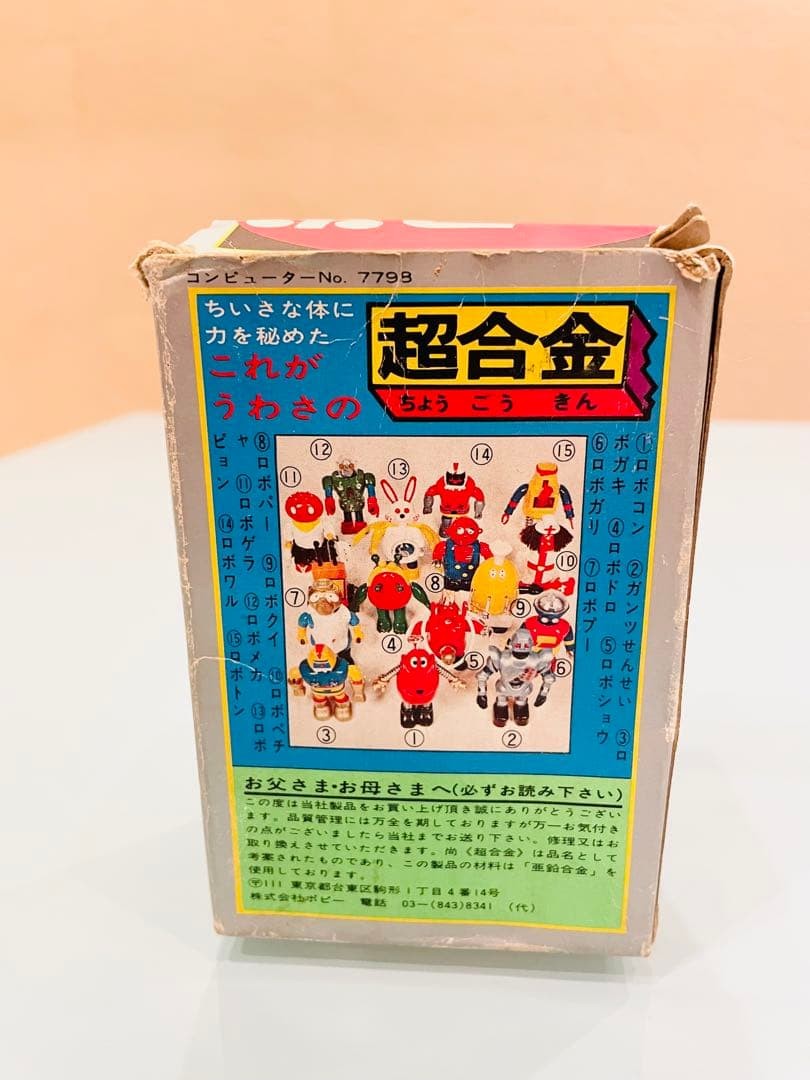 コンピューターNo. 7798
ちいさな体に
力を秘めた
これが
うわさの
超合金
ちょう ごう きん
①ロボコン ②ガンツせんせい ③ロ
ボガキ ④ロボドロ ⑤ロボショウ
⑥ロボガリ ⑦ロボプー
⑧ロボパー ⑨ロボクイ ⑩ロボペチ
ャ ⑪ロボゲラ ⑫ロボメカ ⑬ロボ
ピョン ⑭ロボワル ⑮ロボトン
⑫ ⑬ ⑭ ⑮
⑪
⑩
⑦ ⑧ ⑨
④ ⑤ ⑥
③ ① ②
お父さま・お母さまへ(必ずお読み下さい)
この度は当社製品をお買い上げ頂き誠にありがとうござい
ます。品質管理には万全を期しておりますが万一お気付き
の点がございましたら当社までお送り下さい。修理又はお
取り換えさせていただきます。尚《超合金》は品名として
考案されたものであり、この製品の材料は「亜鉛合金」を
使用しております。
〒111 東京都台東区駒形1丁目4番14号
株式会社ポピー 電話 03―(843)8341 (代)